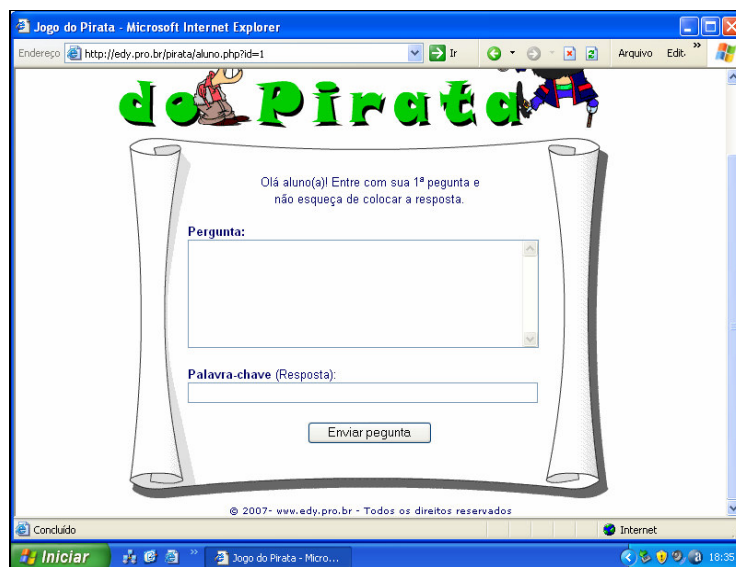 Jogo do Pirata - Microsoft Internet Explorer
Endereço http://edy.pro.br/pirata/aluno.php?id=1 Ir Arquivo Edit »
do Pirata
Olá aluno(a)! Entre com sua 1ª pegunta e
não esqueça de colocar a resposta.
Pergunta:
Palavra-chave (Resposta):
Enviar pegunta
© 2007- www.edy.pro.br - Todos os direitos reservados
Concluído Internet
Iniciar » Jogo do Pirata - Micro... 18:35